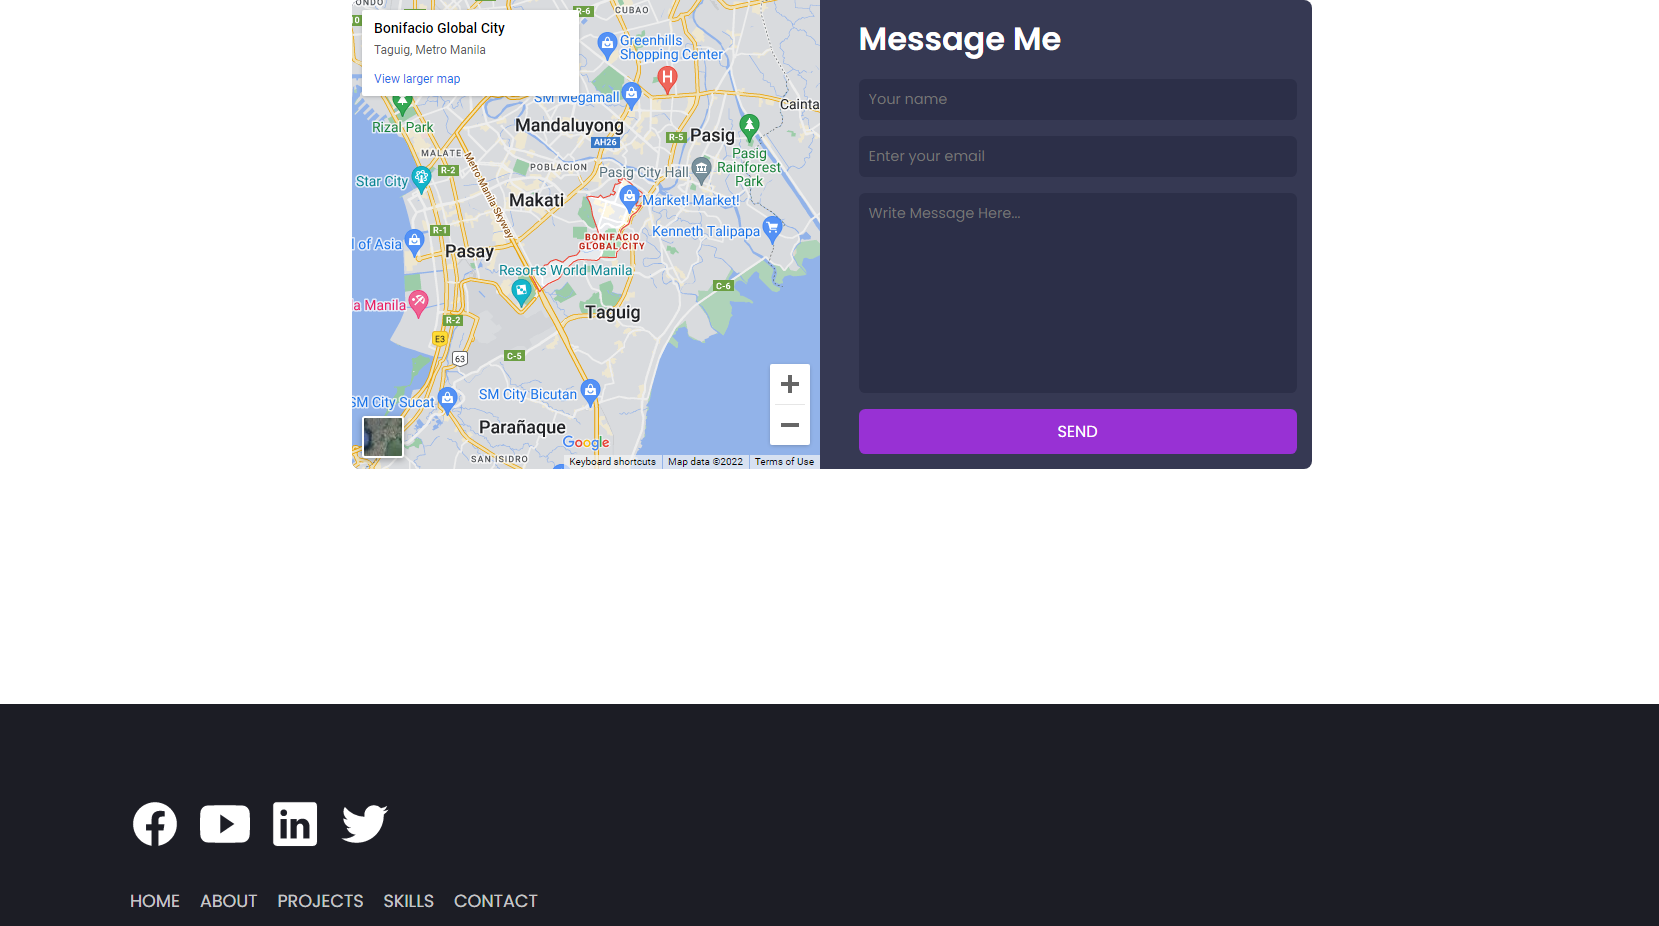 ONDO
R-6
CUBAO
10
Bonifacio Global City
Taguig, Metro Manila
View larger map
Greenhills
Shopping Center
H
SM Megamall
Cainta
Rizal Park
Mandaluyong
R-5
Pasig
AH26
MALATE
Pasig
Rainforest
Park
POBLACION
R-2
Pasig City Hall
Star City
Metro Manila Skyway
Makati
Market! Market!
R-1
Kenneth Talipapa
l of Asia
BONIFACIO
GLOBAL CITY
Pasay
Resorts World Manila
C-6
a Manila
Taguig
R-2
E3
63
C-5
SM City Bicutan
SM City Sucat
Parañaque
Google
SAN ISIDRO
Keyboard shortcuts
Map data ©2022
Terms of Use
Message Me
Your name
Enter your email
Write Message Here...
SEND
HOME ABOUT PROJECTS SKILLS CONTACT